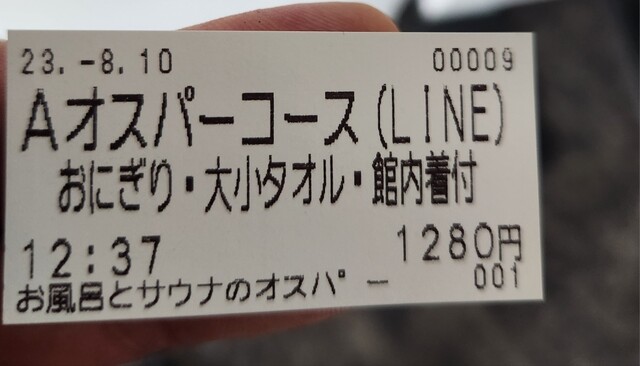 23.-8.10 00009
Aオスパーコース(LINE)
おにぎり・大小タオル・館内着付
12:37 1280円
お風呂とサウナのオスパー 001